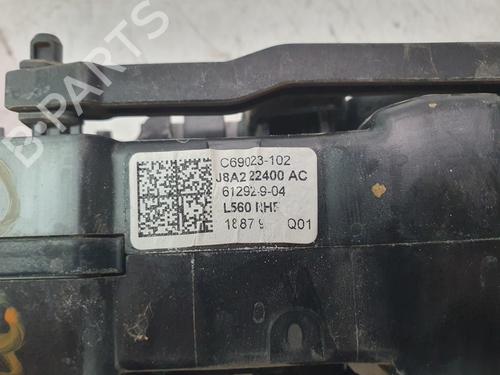 B-PARTS
C69023-102
J8A2 22400 AC
61292-9-04
L560 RHF
1887 9 Q01